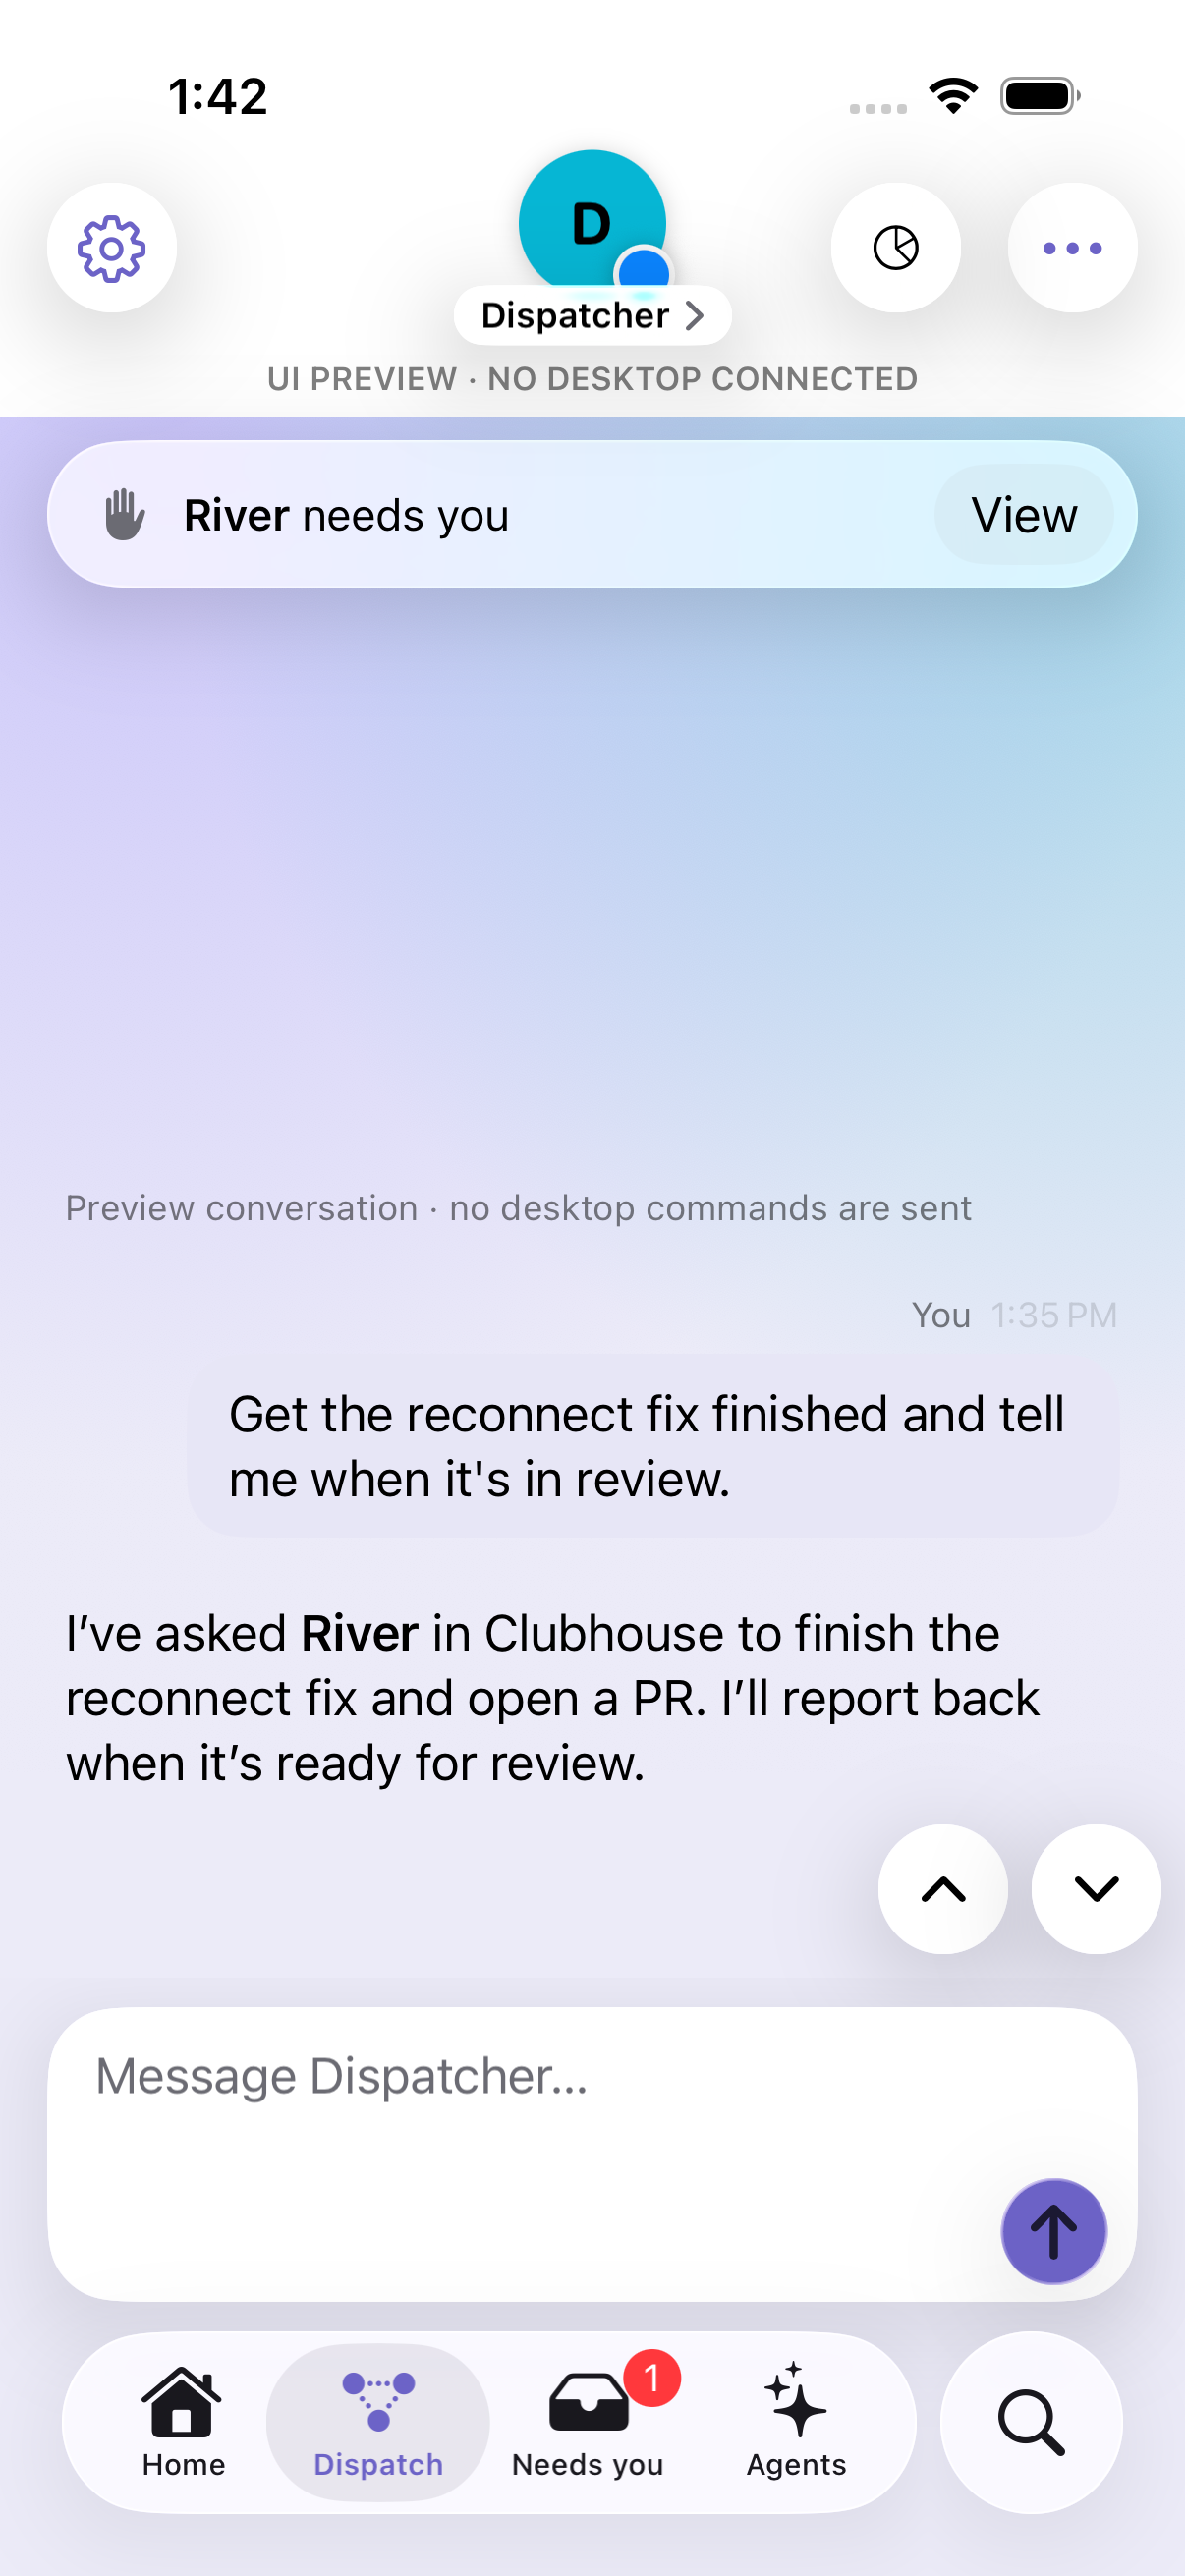 1:42
D
Dispatcher
UI PREVIEW · NO DESKTOP CONNECTED
River needs you
View
Preview conversation · no desktop commands are sent
You 1:35 PM
Get the reconnect fix finished and tell
me when it's in review.
I’ve asked River in Clubhouse to finish the
reconnect fix and open a PR. I’ll report back
when it’s ready for review.
Message Dispatcher...
1
Home
Dispatch
Needs you
Agents